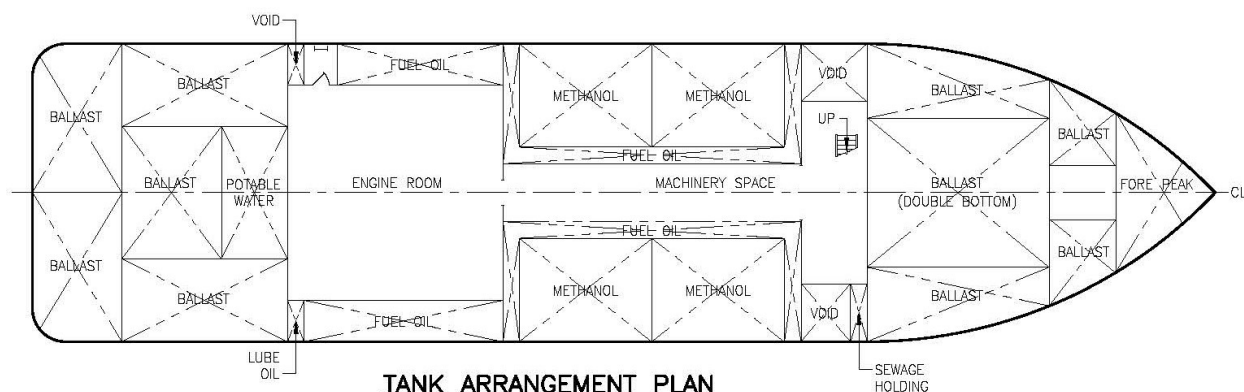 VOID
FUEL OIL
BALLAST
BALLAST
METHANOL
METHANOL
VOID
BALLAST
BALLAST
UP
BALLAST
FUEL OIL
BALLAST
POTABLE
WATER
ENGINE ROOM
MACHINERY SPACE
BALLAST
(DOUBLE BOTTOM)
FORE PEAK
CL
FUEL OIL
BALLAST
BALLAST
BALLAST
METHANOL
METHANOL
BALLAST
VOID
FUEL OIL
LUBE
OIL
SEWAGE
HOLDING
TANK ARRANGEMENT PLAN